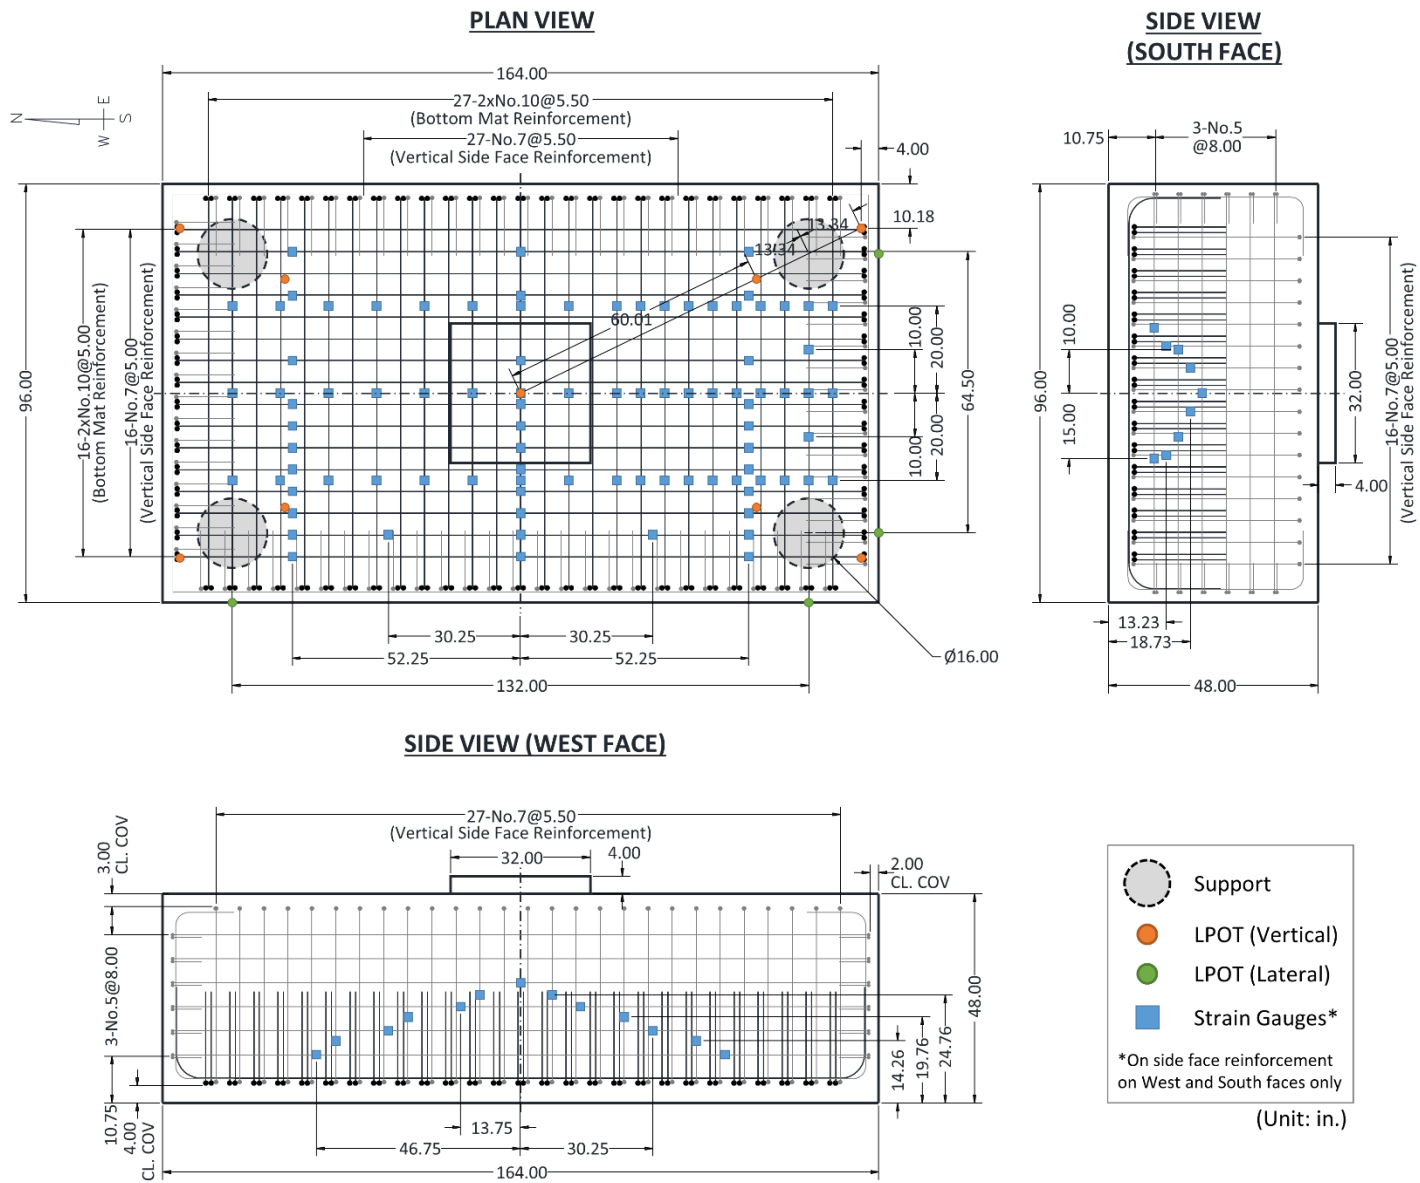 PLAN VIEW
164.00
27-2xNo.10@5.50
(Bottom Mat Reinforcement)
27-No.7@5.50
(Vertical Side Face Reinforcement)
N
E
S
W
4.00
10.18
13.34
13.34
60.01
96.00
16-2xNo.10@5.00
(Bottom Mat Reinforcement)
16-No.7@5.00
(Vertical Side Face Reinforcement)
10.00
20.00
64.50
10.00
20.00
30.25
30.25
52.25
52.25
132.00
Ø16.00
SIDE VIEW
(SOUTH FACE)
10.75
3-No.5
@8.00
10.00
96.00
15.00
32.00
16-No.7@5.00
(Vertical Side Face Reinforcement)
4.00
13.23
18.73
48.00
SIDE VIEW (WEST FACE)
27-No.7@5.50
(Vertical Side Face Reinforcement)
3.00
CL. COV
32.00
4.00
2.00
CL. COV
3-No.5@8.00
48.00
14.26
19.76
24.76
10.75
4.00
CL. COV
13.75
46.75
30.25
164.00
Support
LPOT (Vertical)
LPOT (Lateral)
Strain Gauges*
*On side face reinforcement
on West and South faces only
(Unit: in.)